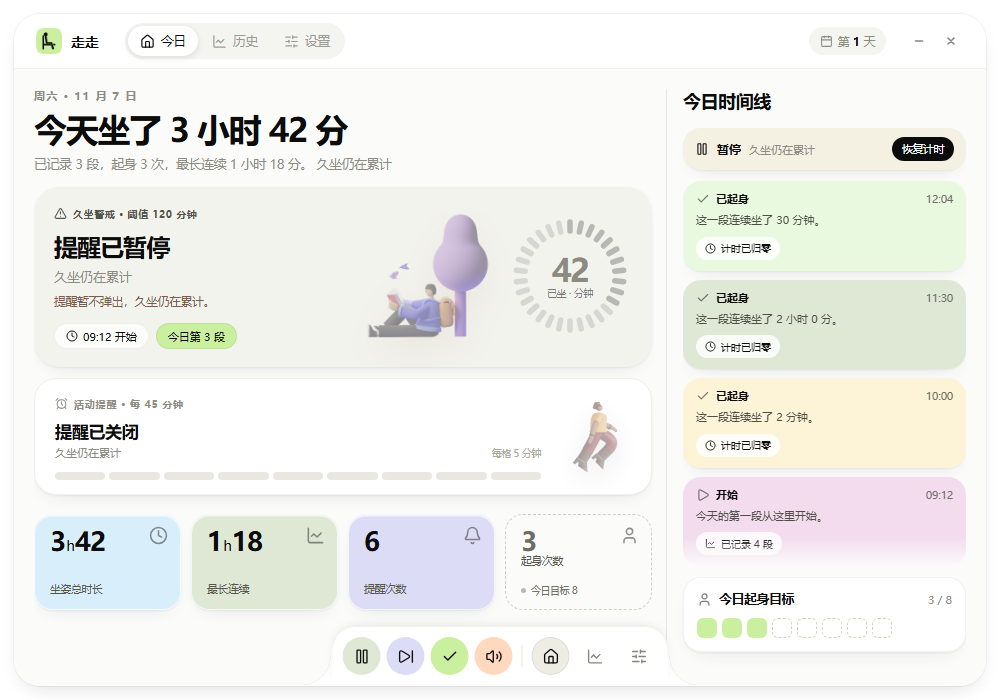 走走
今日
历史
设置
第 1 天
周六 • 11 月 7 日
今天坐了 3 小时 42 分
已记录 3 段，起身 3 次，最长连续 1 小时 18 分。 久坐仍在累计
久坐警戒 • 阈值 120 分钟
提醒已暂停
久坐仍在累计
提醒暂不弹出，久坐仍在累计。
09:12 开始
今日第 3 段
42
已坐 · 分钟
活动提醒 • 每 45 分钟
提醒已关闭
久坐仍在累计
每格 5 分钟
3h42
坐姿总时长
1h18
最长连续
6
提醒次数
3
起身次数
今日目标 8
今日时间线
暂停 久坐仍在累计
恢复计时
已起身 12:04
这一段连续坐了 30 分钟。
计时已归零
已起身 11:30
这一段连续坐了 2 小时 0 分。
计时已归零
已起身 10:00
这一段连续坐了 2 分钟。
计时已归零
开始 09:12
今天的第一段从这里开始。
已记录 4 段
今日起身目标 3 / 8